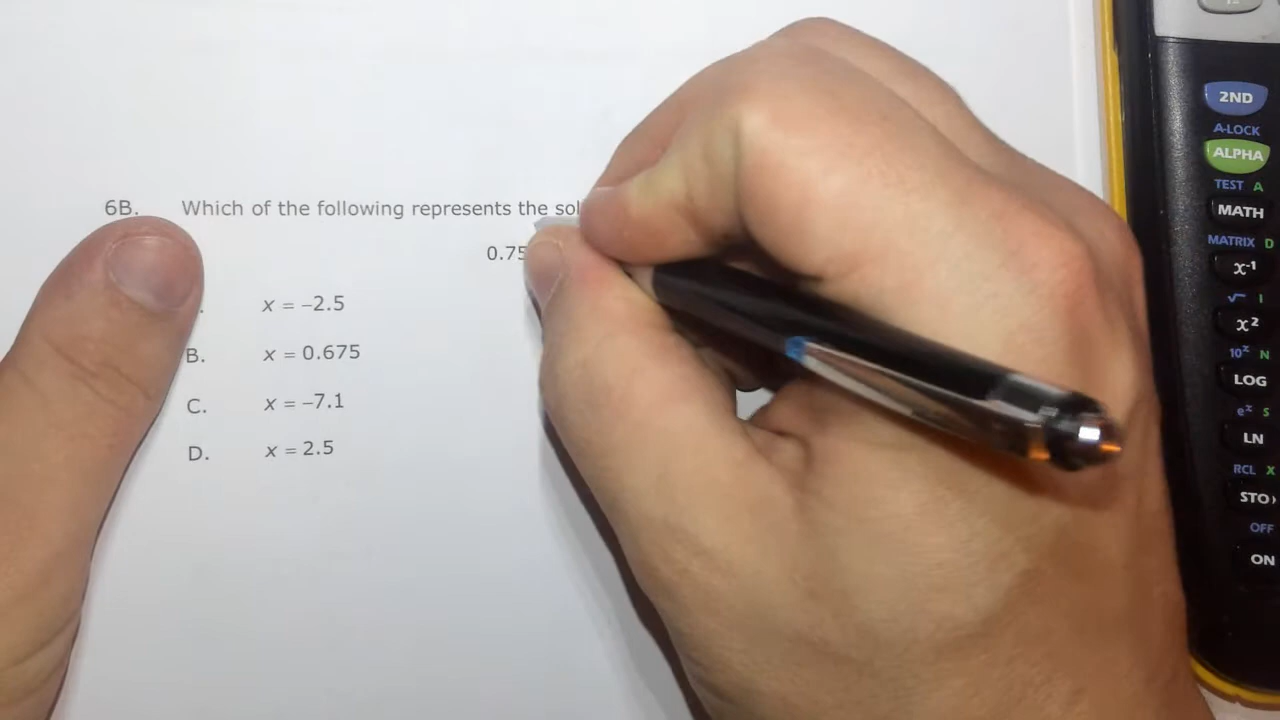 6B. Which of the following represents the sol
0.75
x = −2.5
B. x = 0.675
C. x = −7.1
D. x = 2.5
2ND
A-LOCK
ALPHA
TEST A
MATH
MATRIX D
x-1
√‾ I
x²
10ˣ N
LOG
eˣ S
LN
RCL X
STO›
OFF
ON